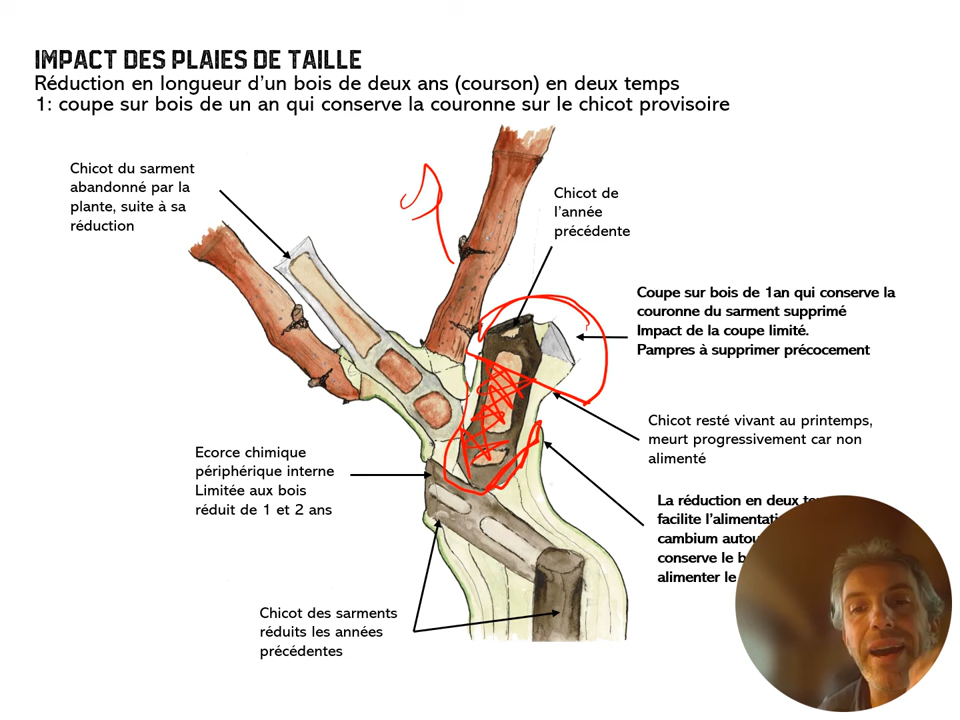 IMPACT DES PLAIES DE TAILLE
Réduction en longueur d'un bois de deux ans (courson) en deux temps
1: coupe sur bois de un an qui conserve la couronne sur le chicot provisoire
Chicot du sarment
abandonné par la
plante, suite à sa
réduction
Chicot de
l'année
précédente
Coupe sur bois de 1an qui conserve la
couronne du sarment supprimé
Impact de la coupe limité.
Pampres à supprimer précocement
Chicot resté vivant au printemps,
meurt progressivement car non
alimenté
Ecorce chimique
périphérique interne
Limitée aux bois
réduit de 1 et 2 ans
La réduction en deux
facilite
cambium
conserve le
alimenter le
Chicot des sarments
réduits les années
précédentes